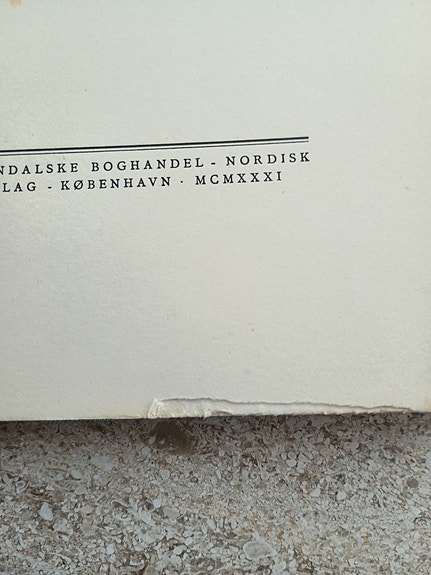 NDALSKE BOGHANDEL - NORDISK
LAG - KØBENHAVN · MCMXXXI